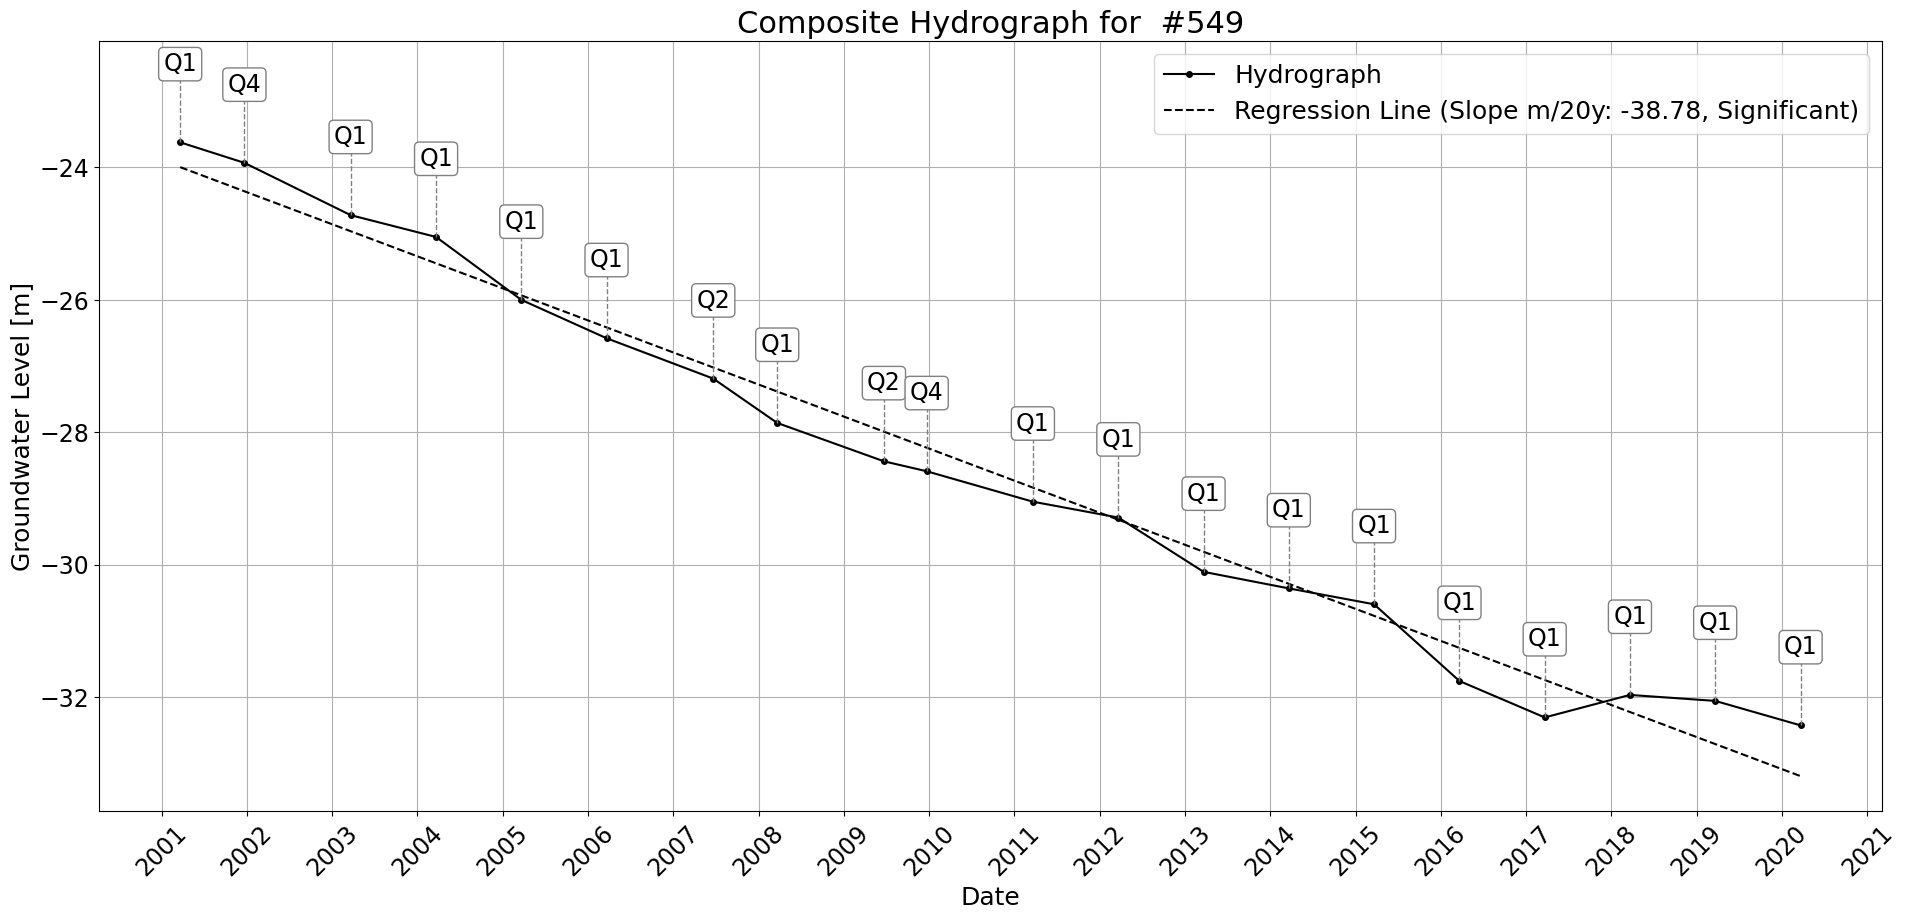 Composite Hydrograph for  #549
Hydrograph
Regression Line (Slope m/20y: -38.78, Significant)
Q1
Q4
Q1
Q1
Q1
Q1
Q2
Q1
Q2
Q4
Q1
Q1
Q1
Q1
Q1
Q1
Q1
Q1
Q1
Q1
Groundwater Level [m]
−24
−26
−28
−30
−32
2001
2002
2003
2004
2005
2006
2007
2008
2009
2010
2011
2012
2013
2014
2015
2016
2017
2018
2019
2020
2021
Date